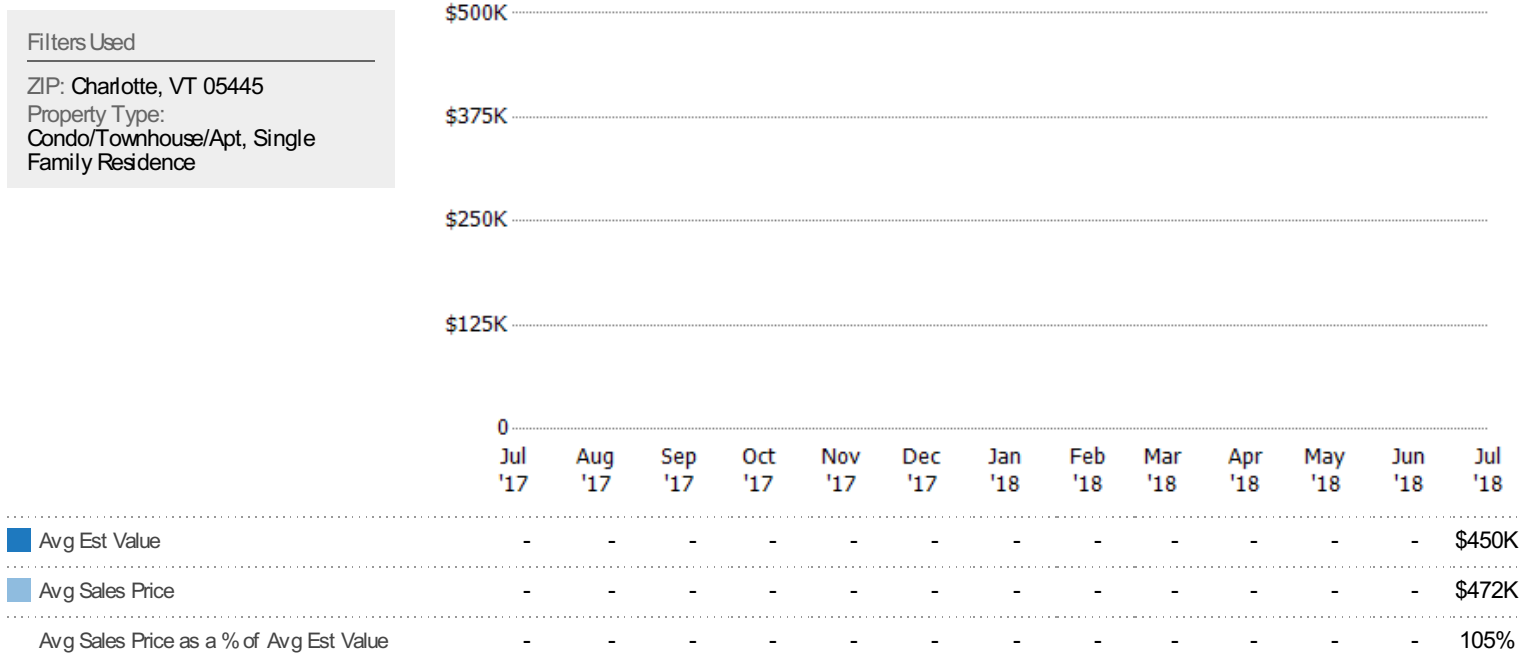 Filters Used
ZIP: Charlotte, VT 05445
Property Type:
Condo/Townhouse/Apt, Single
Family Residence
$500K
$375K
$250K
$125K
0
Jul Aug Sep Oct Nov Dec Jan Feb Mar Apr May Jun Jul
'17 '17 '17 '17 '17 '17 '18 '18 '18 '18 '18 '18 '18
Avg Est Value - - - - - - - - - - - - $450K
Avg Sales Price - - - - - - - - - - - - $472K
Avg Sales Price as a % of Avg Est Value - - - - - - - - - - - - 105%